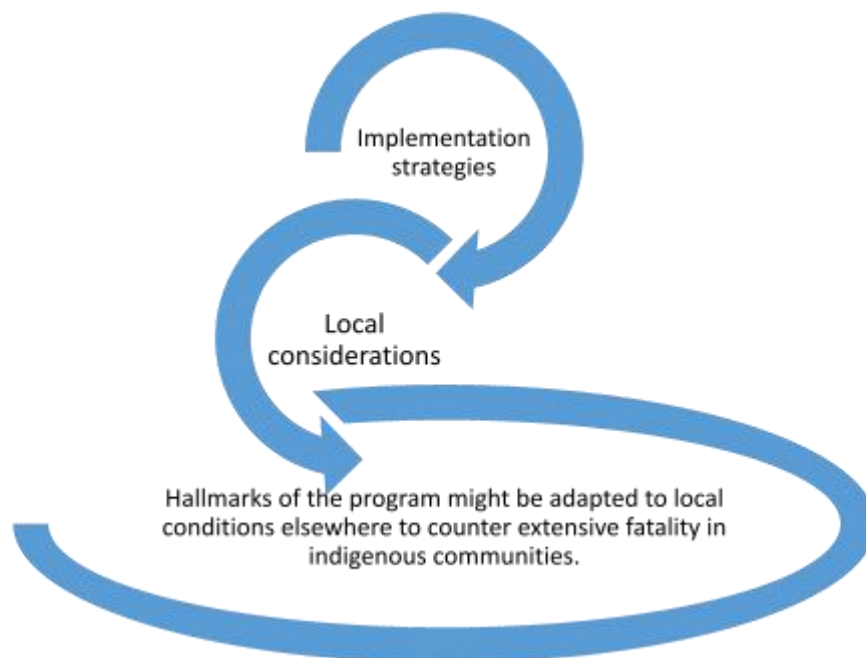 Implementation
strategies
Local
considerations
Hallmarks of the program might be adapted to local
conditions elsewhere to counter extensive fatality in
indigenous communities.